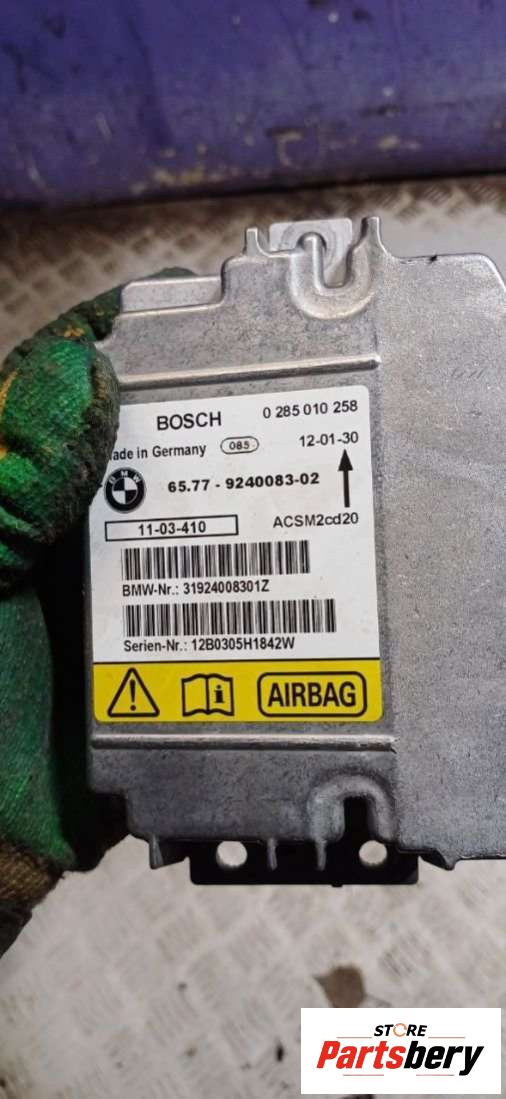 BOSCH 0 285 010 258
ade in Germany 085 12-01-30
BMW 65.77 - 9240083-02
11-03-410 ACSM2cd20
BMW-Nr.: 31924008301Z
Serien-Nr.: 12B0305H1842W
AIRBAG
STORE
Partsbery